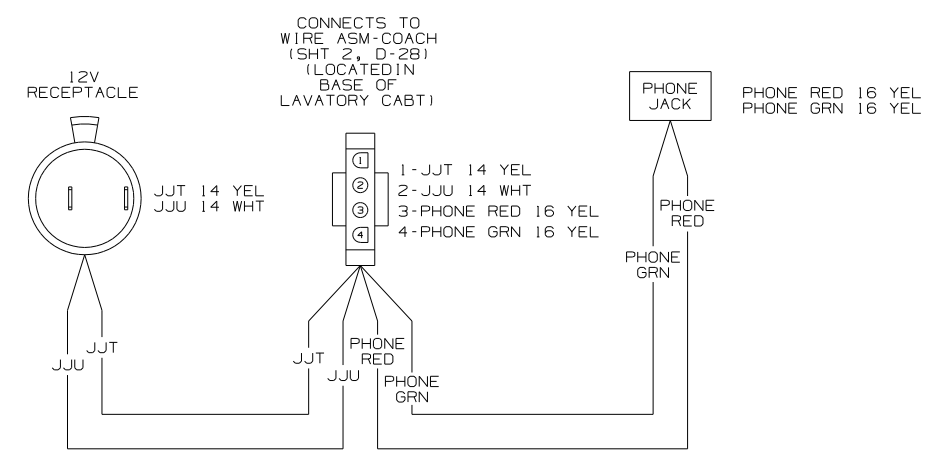 CONNECTS TO
WIRE ASM-COACH
(SHT 2, D-28)
(LOCATEDIN
BASE OF
LAVATORY CABT)
12V
RECEPTACLE
JJT 14 YEL
JJU 14 WHT
1
2
3
4
1-JJT 14 YEL
2-JJU 14 WHT
3-PHONE RED 16 YEL
4-PHONE GRN 16 YEL
PHONE
JACK
PHONE RED 16 YEL
PHONE GRN 16 YEL
PHONE
RED
PHONE
GRN
JJT
JJU
JJT
JJU
PHONE
RED
PHONE
GRN